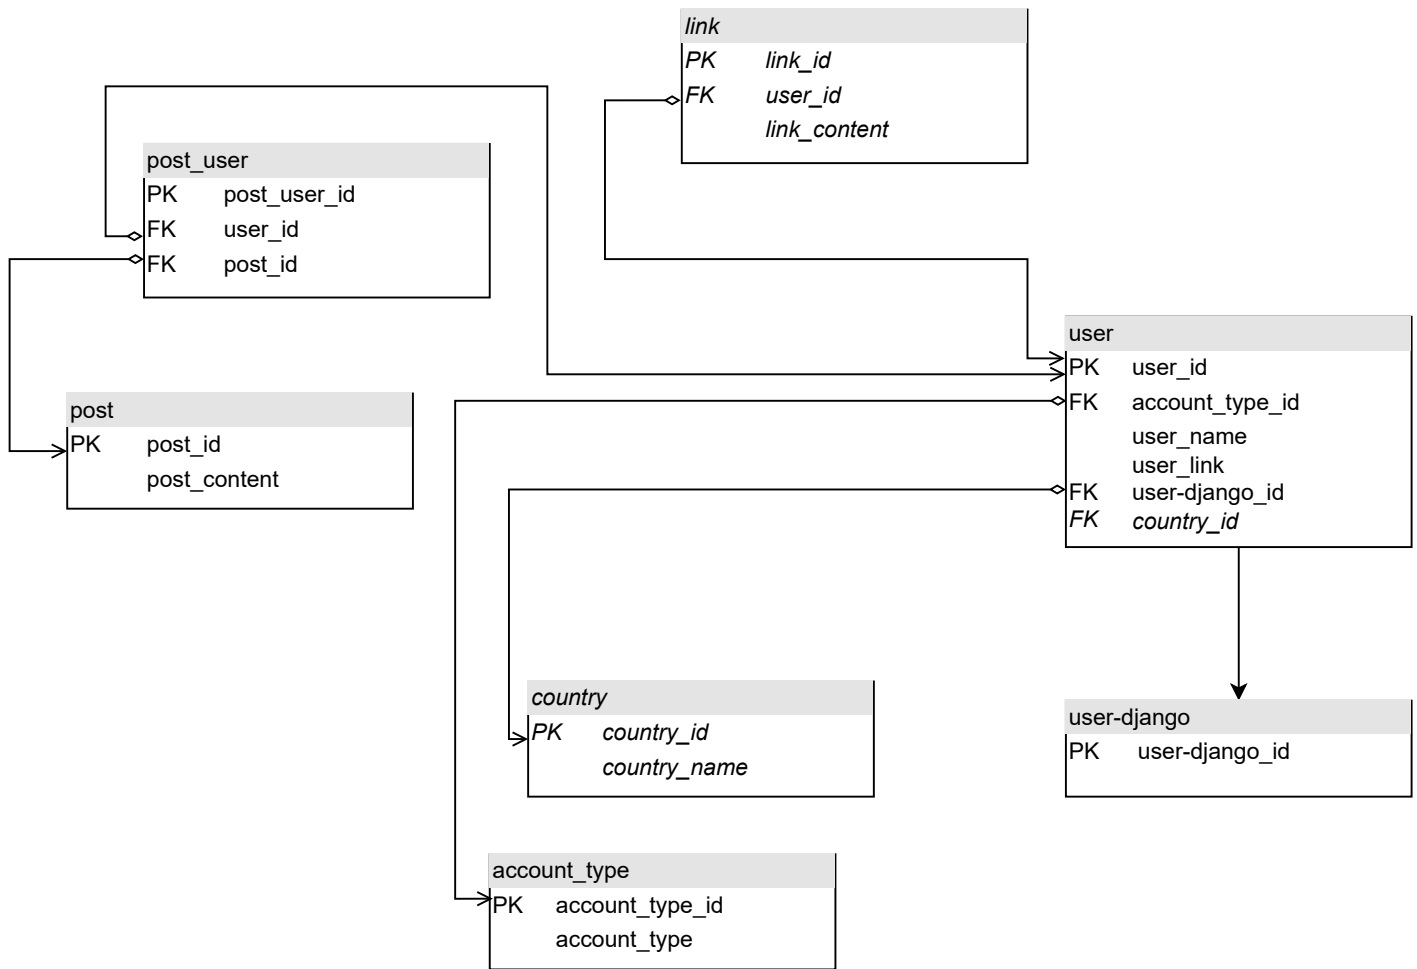 link
PK link_id
FK user_id
link_content
post_user
PK post_user_id
FK user_id
FK post_id
user
PK user_id
FK account_type_id
user_name
user_link
FK user-django_id
FK country_id
post
PK post_id
post_content
country
PK country_id
country_name
user-django
PK user-django_id
account_type
PK account_type_id
account_type